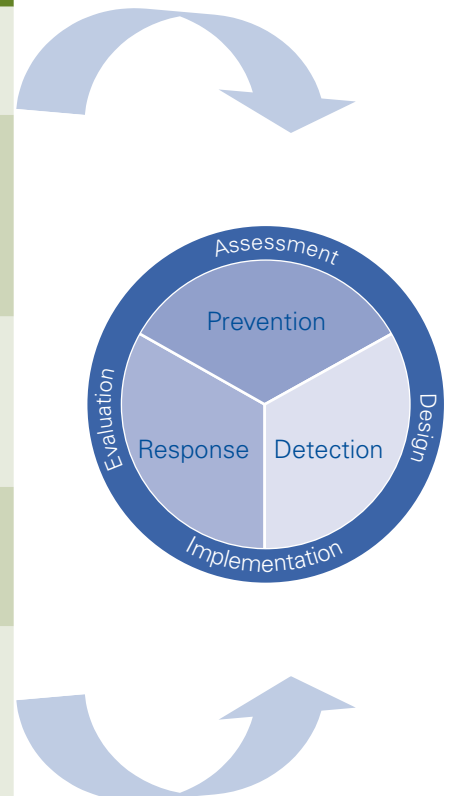 Assessment
Prevention
Evaluation
Design
Response
Detection
Implementation